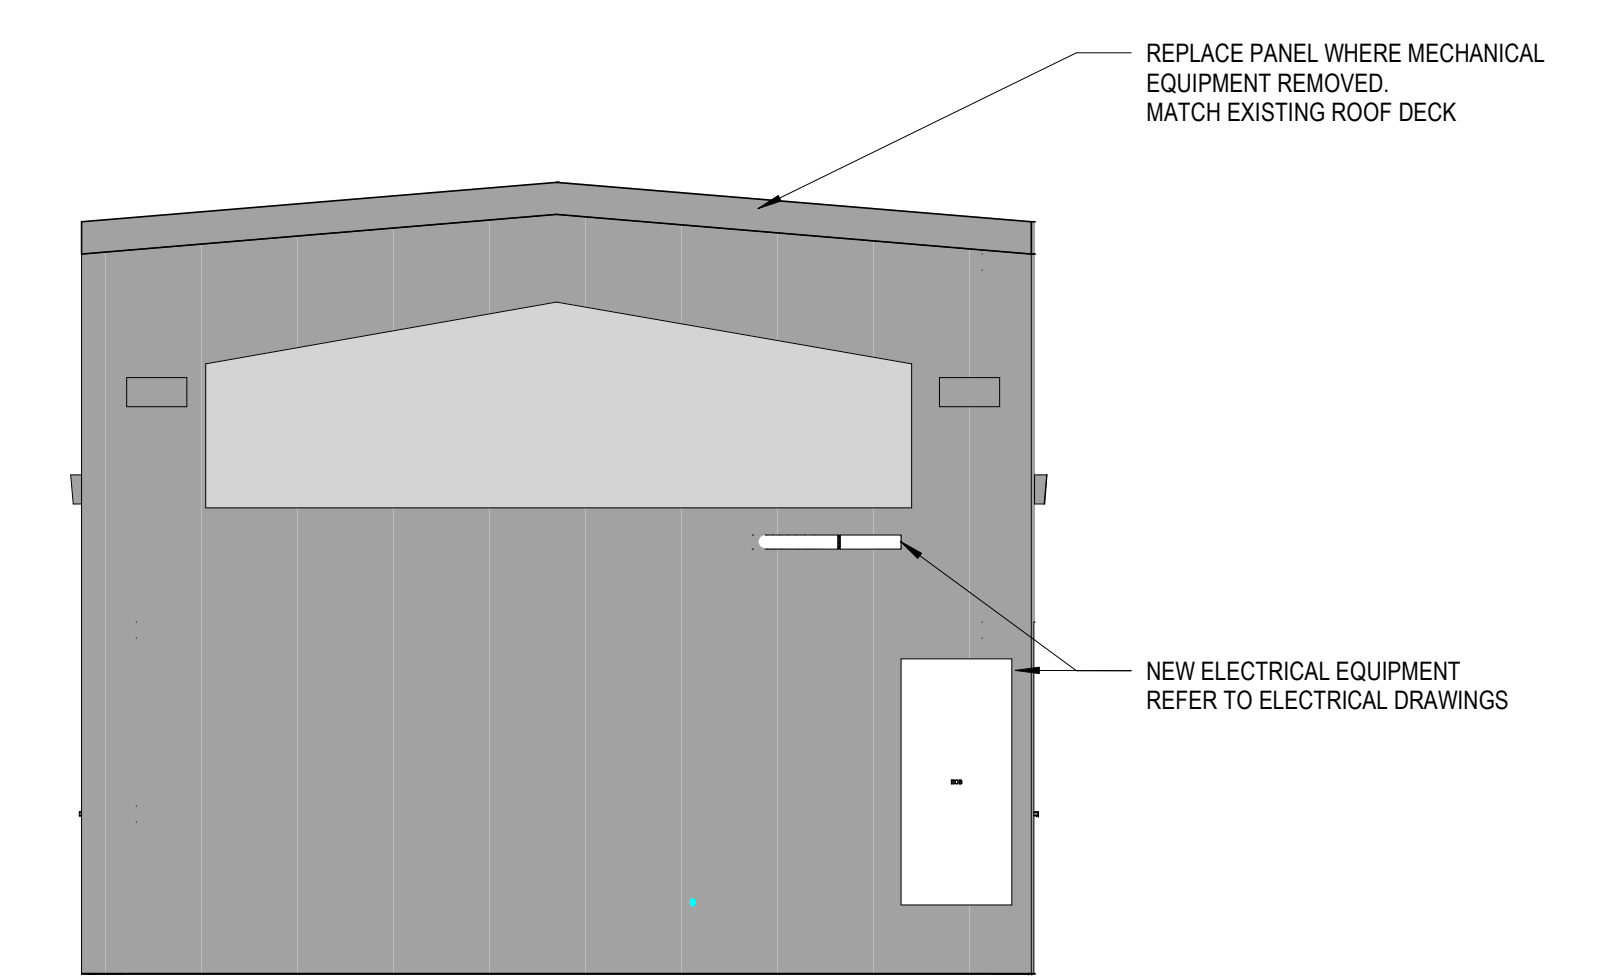 REPLACE PANEL WHERE MECHANICAL
EQUIPMENT REMOVED.
MATCH EXISTING ROOF DECK
NEW ELECTRICAL EQUIPMENT
REFER TO ELECTRICAL DRAWINGS